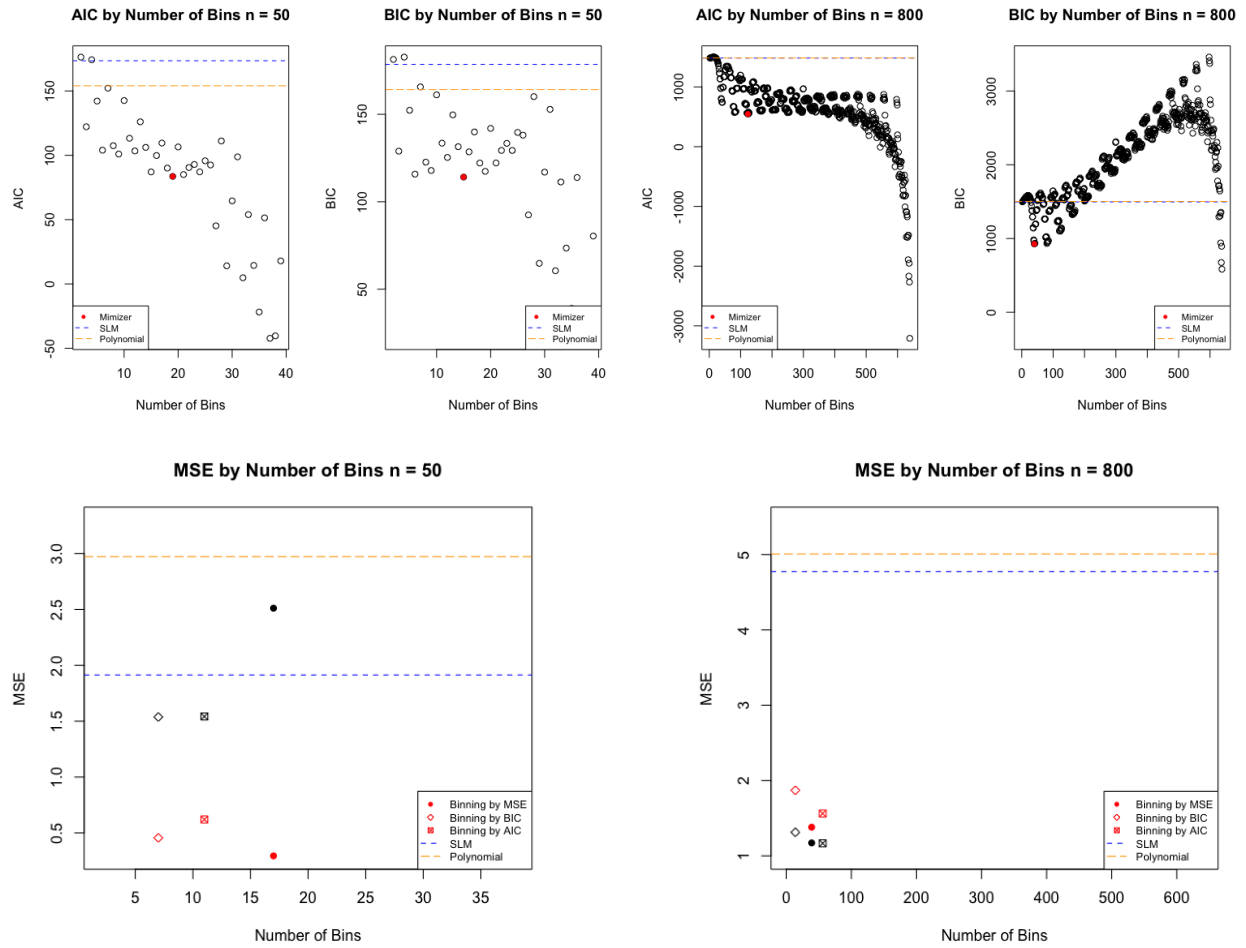 AIC by Number of Bins n = 50
AIC
-50 0 50 100 150
10 20 30 40
Number of Bins
Mimizer
SLM
Polynomial
BIC by Number of Bins n = 50
BIC
50 100 150
10 20 30 40
Number of Bins
Mimizer
SLM
Polynomial
AIC by Number of Bins n = 800
AIC
-3000 -2000 -1000 0 1000
0 100 300 500
Number of Bins
Mimizer
SLM
Polynomial
BIC by Number of Bins n = 800
BIC
0 1000 2000 3000
0 100 300 500
Number of Bins
Mimizer
SLM
Polynomial
MSE by Number of Bins n = 50
MSE
0.5 1.0 1.5 2.0 2.5 3.0
5 10 15 20 25 30 35
Number of Bins
Binning by MSE
Binning by BIC
Binning by AIC
SLM
Polynomial
MSE by Number of Bins n = 800
MSE
1 2 3 4 5
0 100 200 300 400 500 600
Number of Bins
Binning by MSE
Binning by BIC
Binning by AIC
SLM
Polynomial